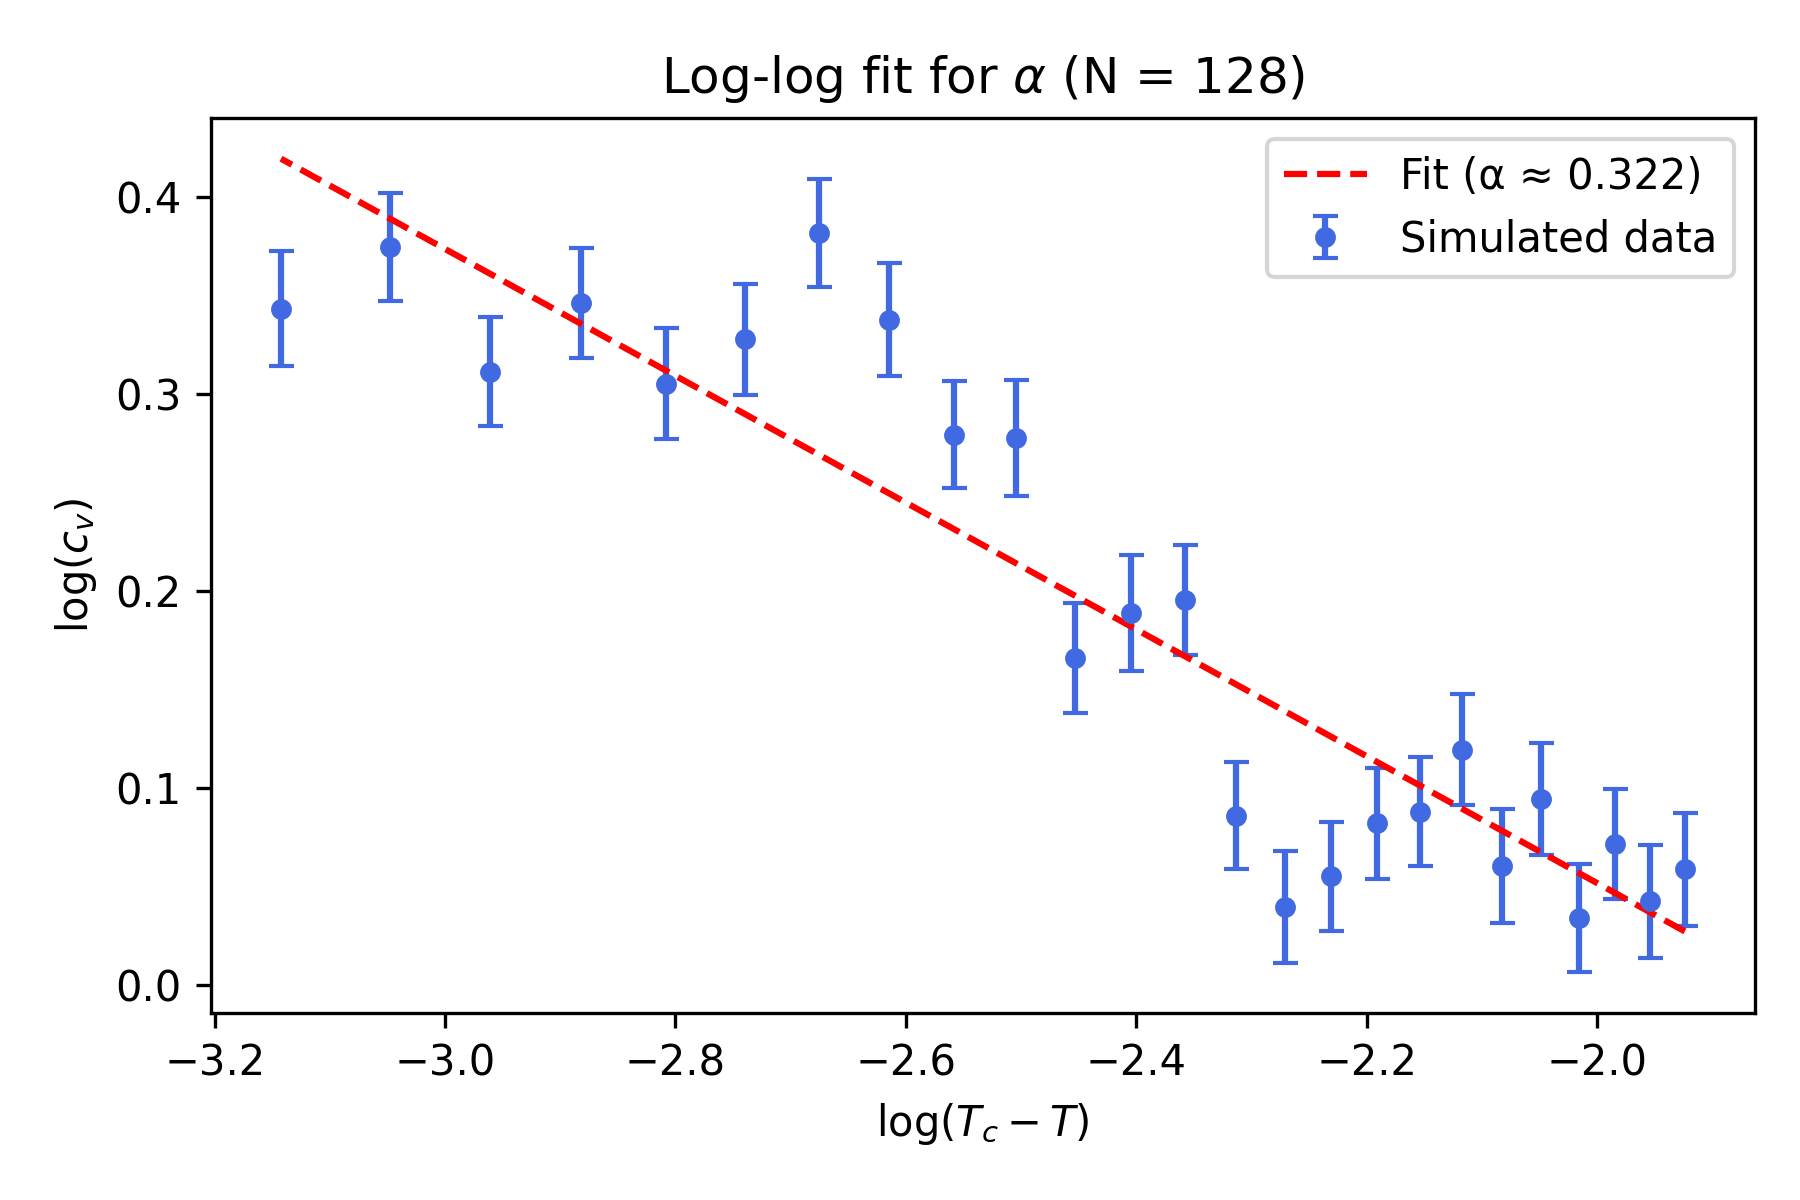 Log-log fit for α (N = 128)
Fit (α ≈ 0.322)
Simulated data
log(c_v)
0.4
0.3
0.2
0.1
0.0
−3.2 −3.0 −2.8 −2.6 −2.4 −2.2 −2.0
log(T_c − T)